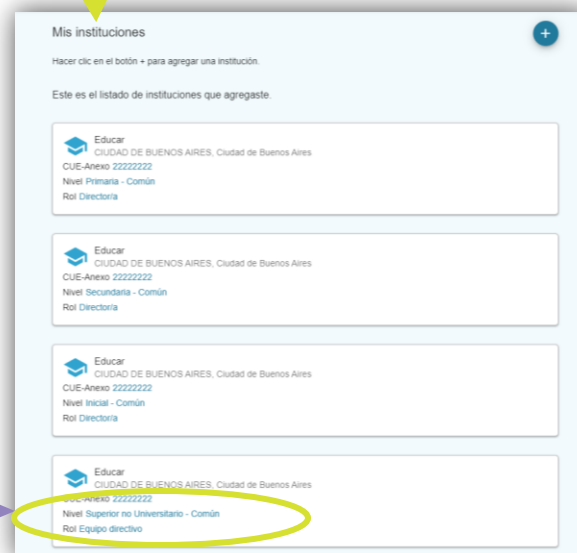 Mis instituciones
+
Hacer clic en el botón + para agregar una institución.
Este es el listado de instituciones que agregaste.
Educar
CIUDAD DE BUENOS AIRES, Ciudad de Buenos Aires
CUE-Anexo 22222222
Nivel Primaria - Común
Rol Director/a
Educar
CIUDAD DE BUENOS AIRES, Ciudad de Buenos Aires
CUE-Anexo 22222222
Nivel Secundaria - Común
Rol Director/a
Educar
CIUDAD DE BUENOS AIRES, Ciudad de Buenos Aires
CUE-Anexo 22222222
Nivel Inicial - Común
Rol Director/a
Educar
CIUDAD DE BUENOS AIRES, Ciudad de Buenos Aires
CUE-Anexo 22222222
Nivel Superior no Universitario - Común
Rol Equipo directivo